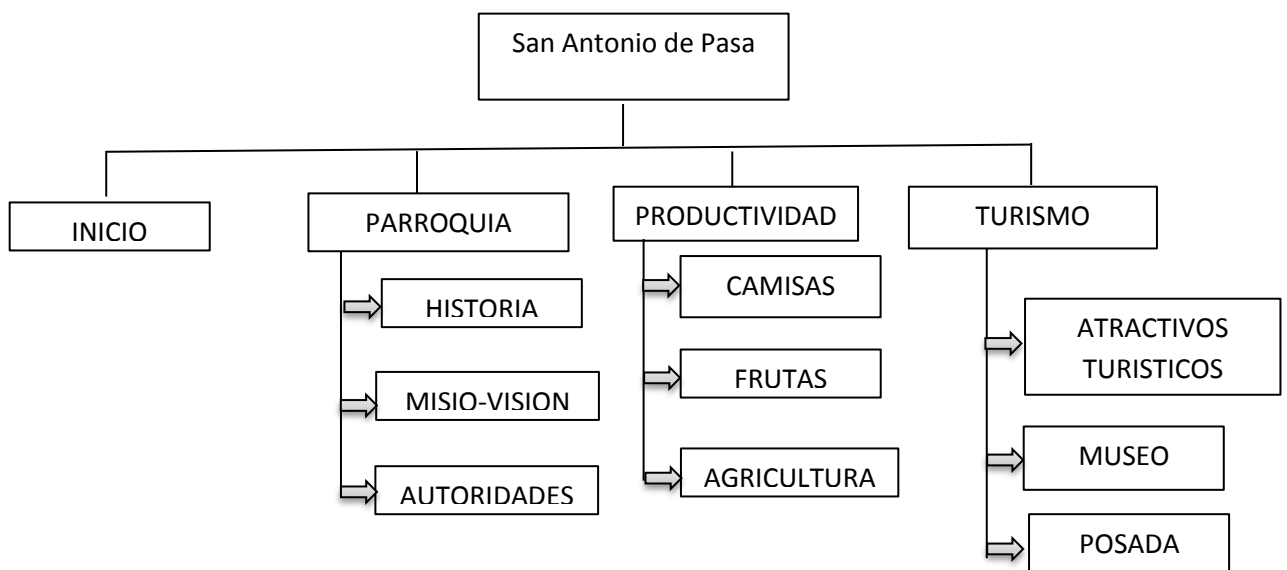 San Antonio de Pasa
INICIO
PARROQUIA
PRODUCTIVIDAD
TURISMO
HISTORIA
MISIO-VISION
AUTORIDADES
CAMISAS
FRUTAS
AGRICULTURA
ATRACTIVOS
TURISTICOS
MUSEO
POSADA